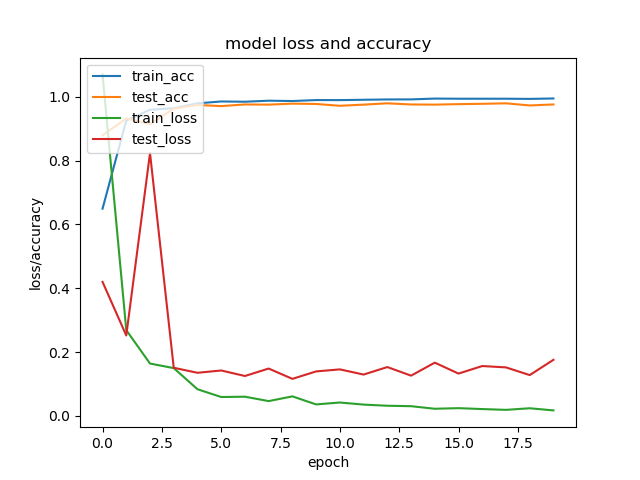 model loss and accuracy
train_acc
test_acc
train_loss
test_loss
loss/accuracy
1.0
0.8
0.6
0.4
0.2
0.0
0.0 2.5 5.0 7.5 10.0 12.5 15.0 17.5
epoch